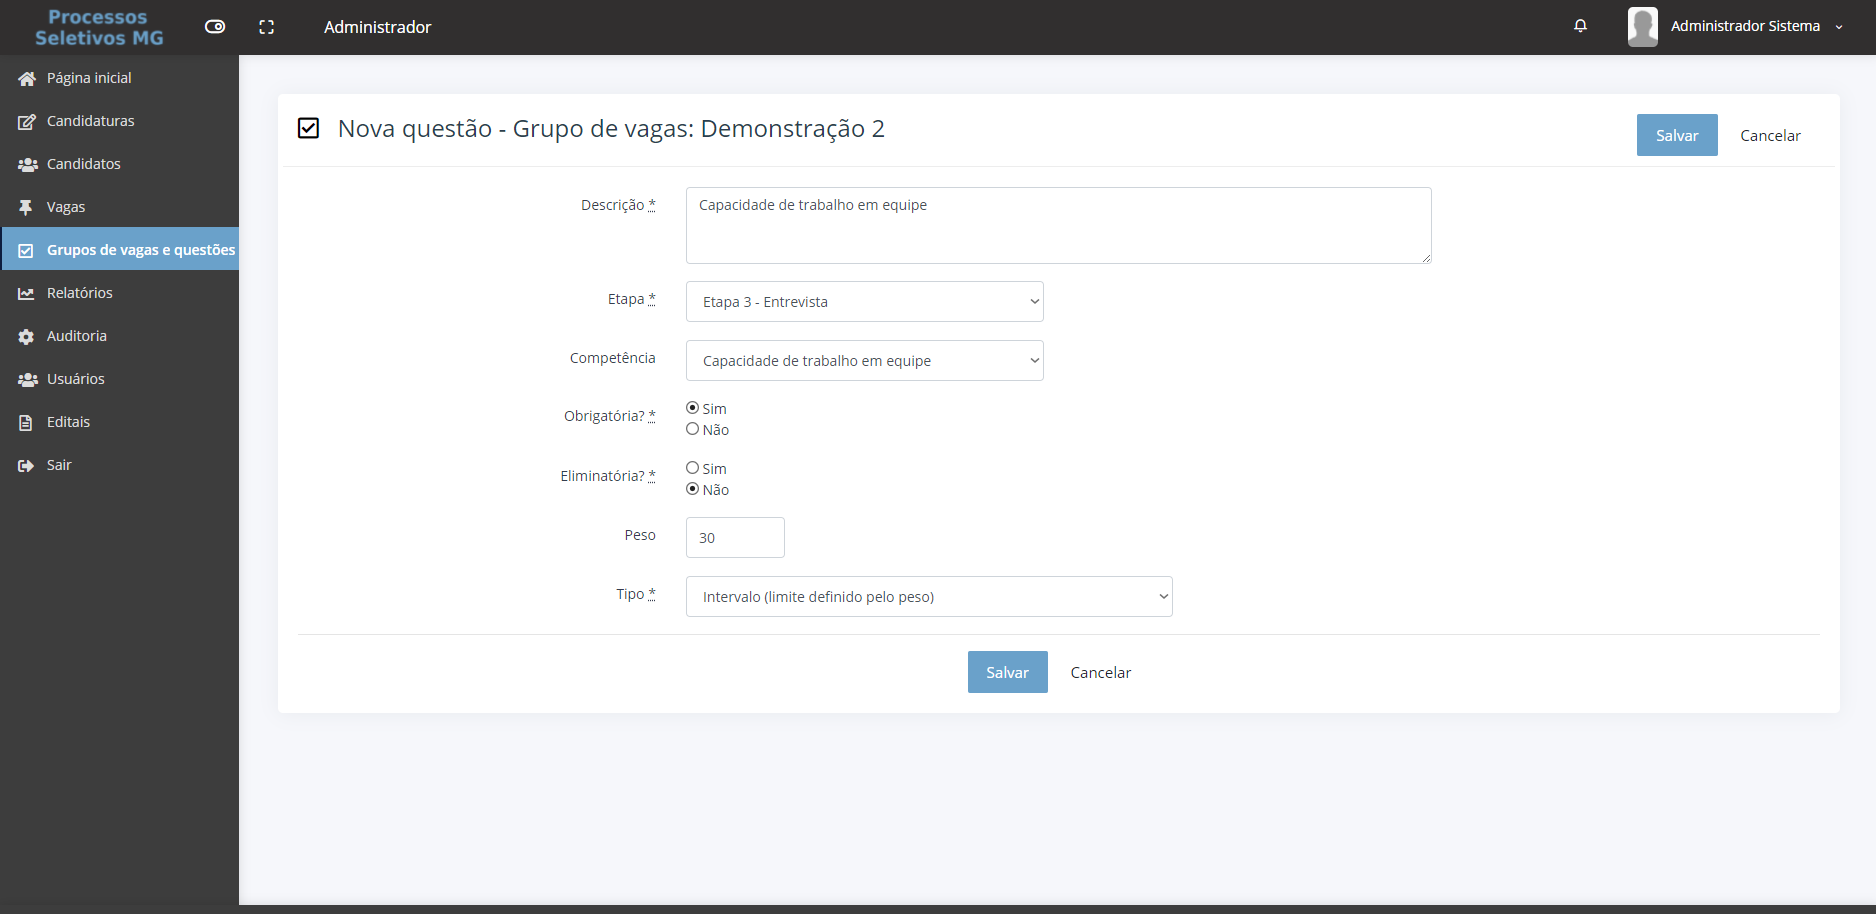 Processos
Seletivos MG
Administrador
Administrador Sistema
Página inicial
Candidaturas
Candidatos
Vagas
Grupos de vagas e questões
Relatórios
Auditoria
Usuários
Editais
Sair
Nova questão - Grupo de vagas: Demonstração 2
Salvar
Cancelar
Descrição *
Capacidade de trabalho em equipe
Etapa *
Etapa 3 - Entrevista
Competência
Capacidade de trabalho em equipe
Obrigatória? *
Sim
Não
Eliminatória? *
Sim
Não
Peso
30
Tipo *
Intervalo (limite definido pelo peso)
Salvar
Cancelar